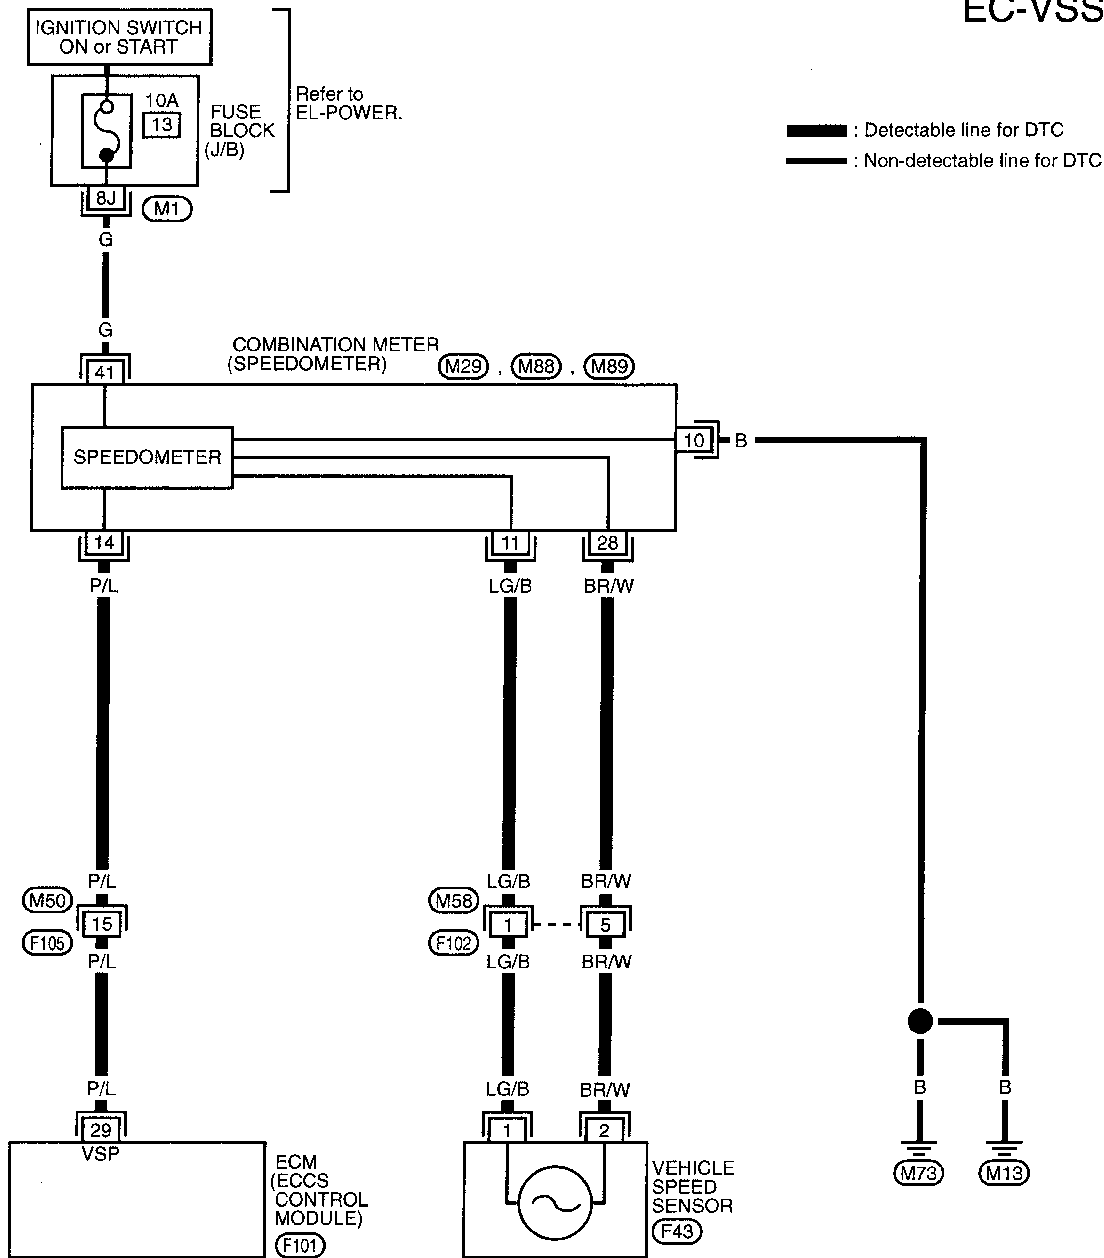 EC-VSS
IGNITION SWITCH
ON or START
10A
13
FUSE
BLOCK
(J/B)
Refer to
EL-POWER.
: Detectable line for DTC
: Non-detectable line for DTC
8J
M1
G
G
COMBINATION METER
(SPEEDOMETER)
M29 , M88 , M89
41
SPEEDOMETER
10
B
14
11
28
P/L
LG/B
BR/W
P/L
LG/B
BR/W
M50
M58
15
1
5
F105
F102
P/L
LG/B
BR/W
P/L
LG/B
BR/W
B
B
29
1
2
VSP
ECM
(ECCS
CONTROL
MODULE)
F101
VEHICLE
SPEED
SENSOR
F43
M73
M13